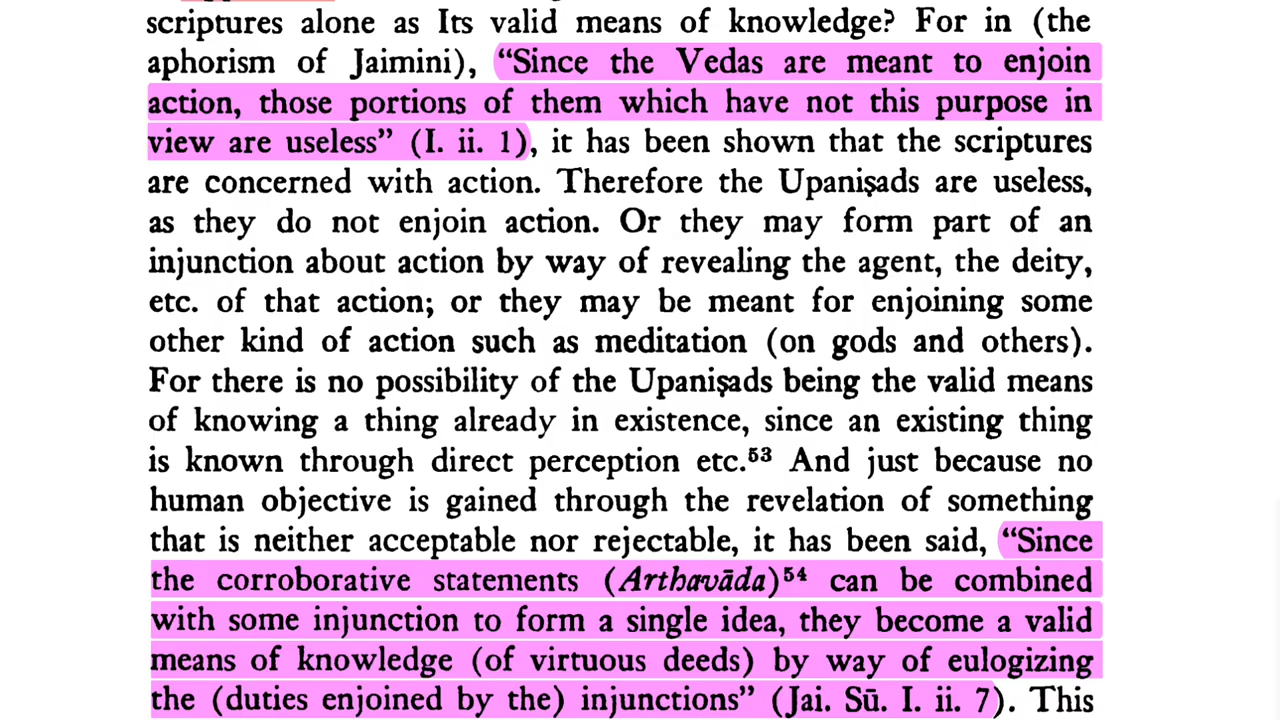 scriptures alone as Its valid means of knowledge? For in (the
aphorism of Jaimini), “Since the Vedas are meant to enjoin
action, those portions of them which have not this purpose in
view are useless” (I. ii. 1), it has been shown that the scriptures
are concerned with action. Therefore the Upaniṣads are useless,
as they do not enjoin action. Or they may form part of an
injunction about action by way of revealing the agent, the deity,
etc. of that action; or they may be meant for enjoining some
other kind of action such as meditation (on gods and others).
For there is no possibility of the Upaniṣads being the valid means
of knowing a thing already in existence, since an existing thing
is known through direct perception etc.⁵³ And just because no
human objective is gained through the revelation of something
that is neither acceptable nor rejectable, it has been said, “Since
the corroborative statements (Arthavāda)⁵⁴ can be combined
with some injunction to form a single idea, they become a valid
means of knowledge (of virtuous deeds) by way of eulogizing
the (duties enjoined by the) injunctions” (Jai. Sū. I. ii. 7). This